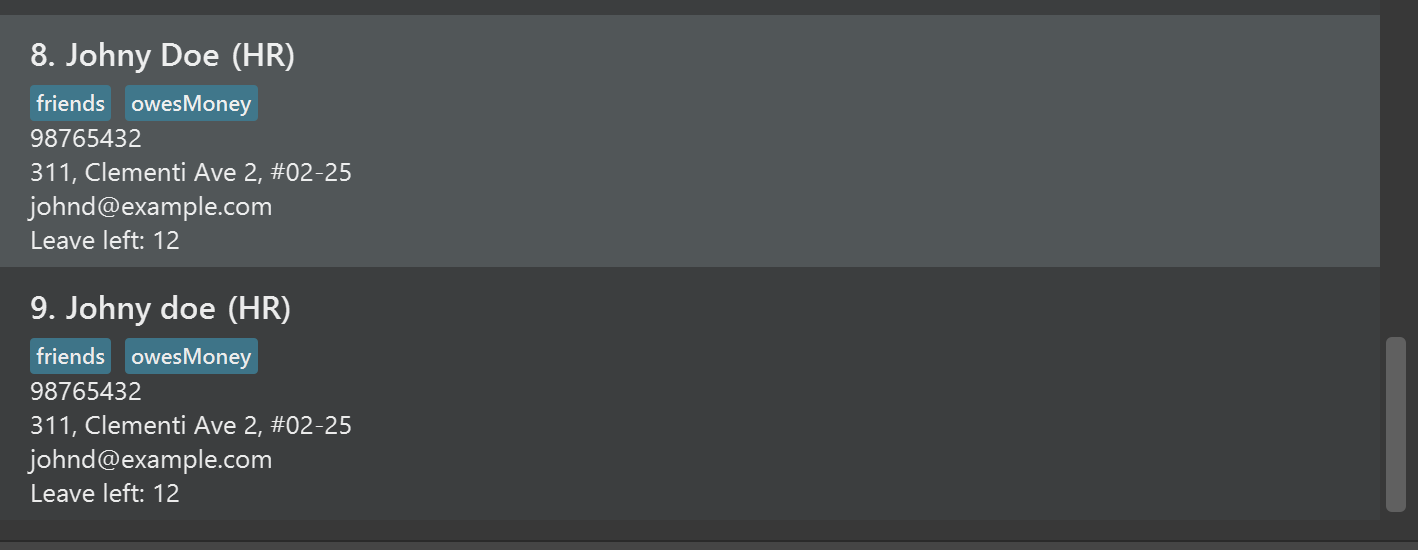 8. Johny Doe (HR)
friends owesMoney
98765432
311, Clementi Ave 2, #02-25
johnd@example.com
Leave left: 12
9. Johny doe (HR)
friends owesMoney
98765432
311, Clementi Ave 2, #02-25
johnd@example.com
Leave left: 12